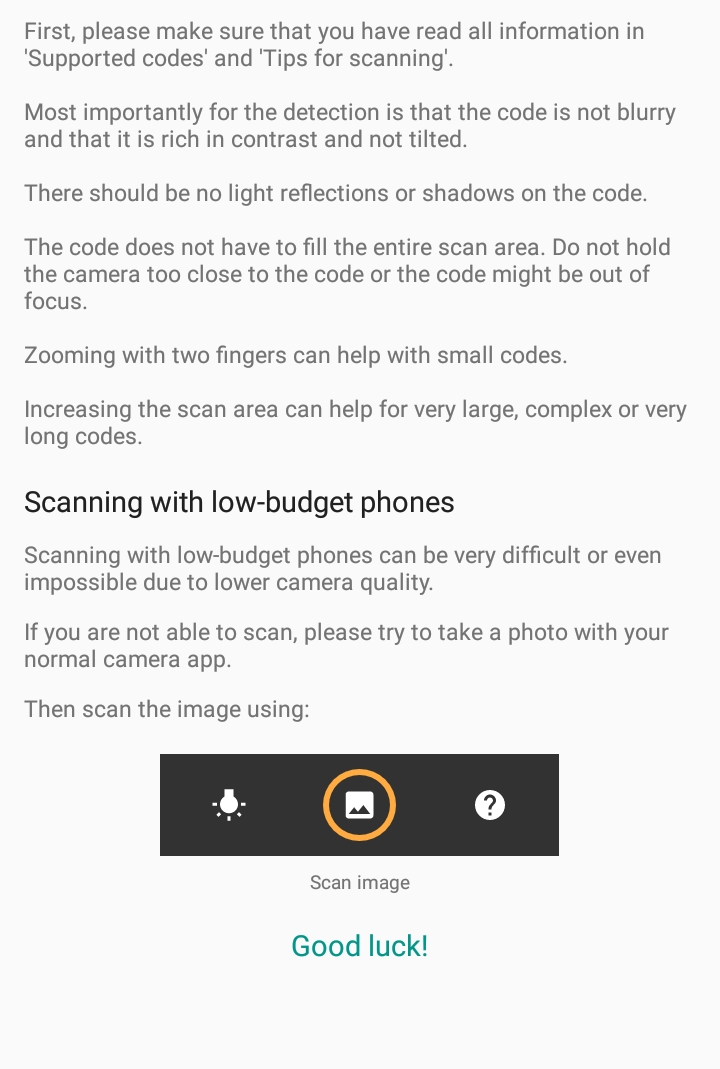 First, please make sure that you have read all information in
'Supported codes' and 'Tips for scanning'.
Most importantly for the detection is that the code is not blurry
and that it is rich in contrast and not tilted.
There should be no light reflections or shadows on the code.
The code does not have to fill the entire scan area. Do not hold
the camera too close to the code or the code might be out of
focus.
Zooming with two fingers can help with small codes.
Increasing the scan area can help for very large, complex or very
long codes.
Scanning with low-budget phones
Scanning with low-budget phones can be very difficult or even
impossible due to lower camera quality.
If you are not able to scan, please try to take a photo with your
normal camera app.
Then scan the image using:
?
Scan image
Good luck!